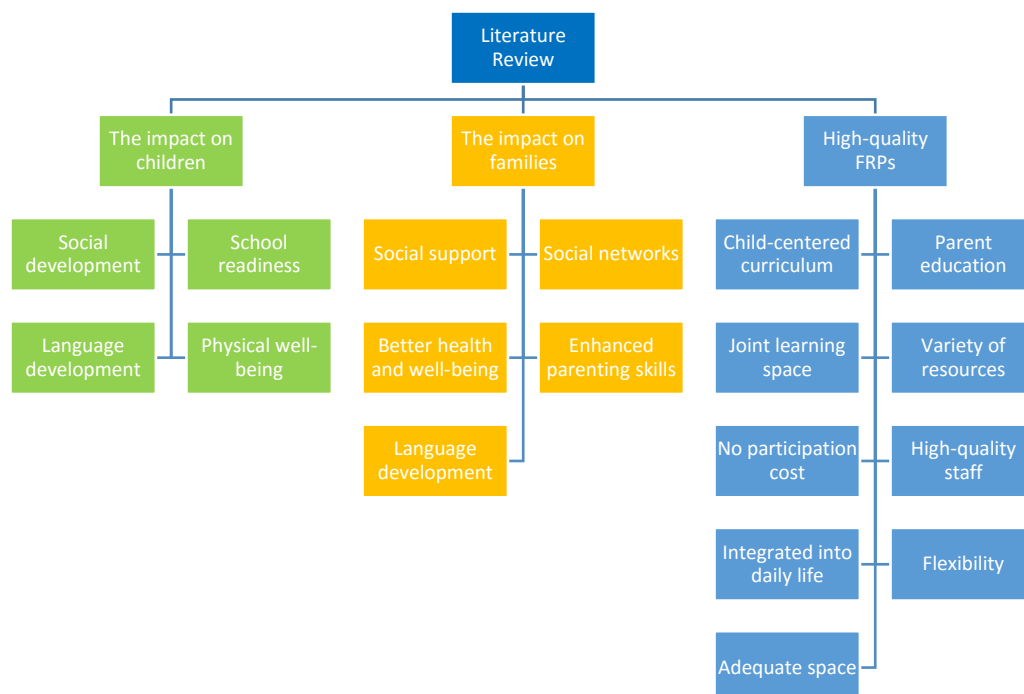 Literature
Review
The impact on
children
The impact on
families
High-quality
FRPs
Social
development
School
readiness
Social support
Social networks
Child-centered
curriculum
Parent
education
Language
development
Physical well-
being
Better health
and well-being
Enhanced
parenting skills
Joint learning
space
Variety of
resources
Language
development
No participation
cost
High-quality
staff
Integrated into
daily life
Flexibility
Adequate space